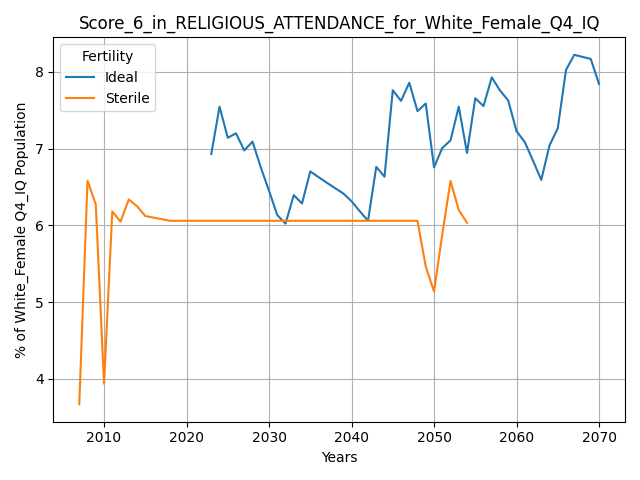 Score_6_in_RELIGIOUS_ATTENDANCE_for_White_Female_Q4_IQ
Fertility
Ideal
Sterile
% of White_Female Q4_IQ Population
8
7
6
5
4
2010 2020 2030 2040 2050 2060 2070
Years